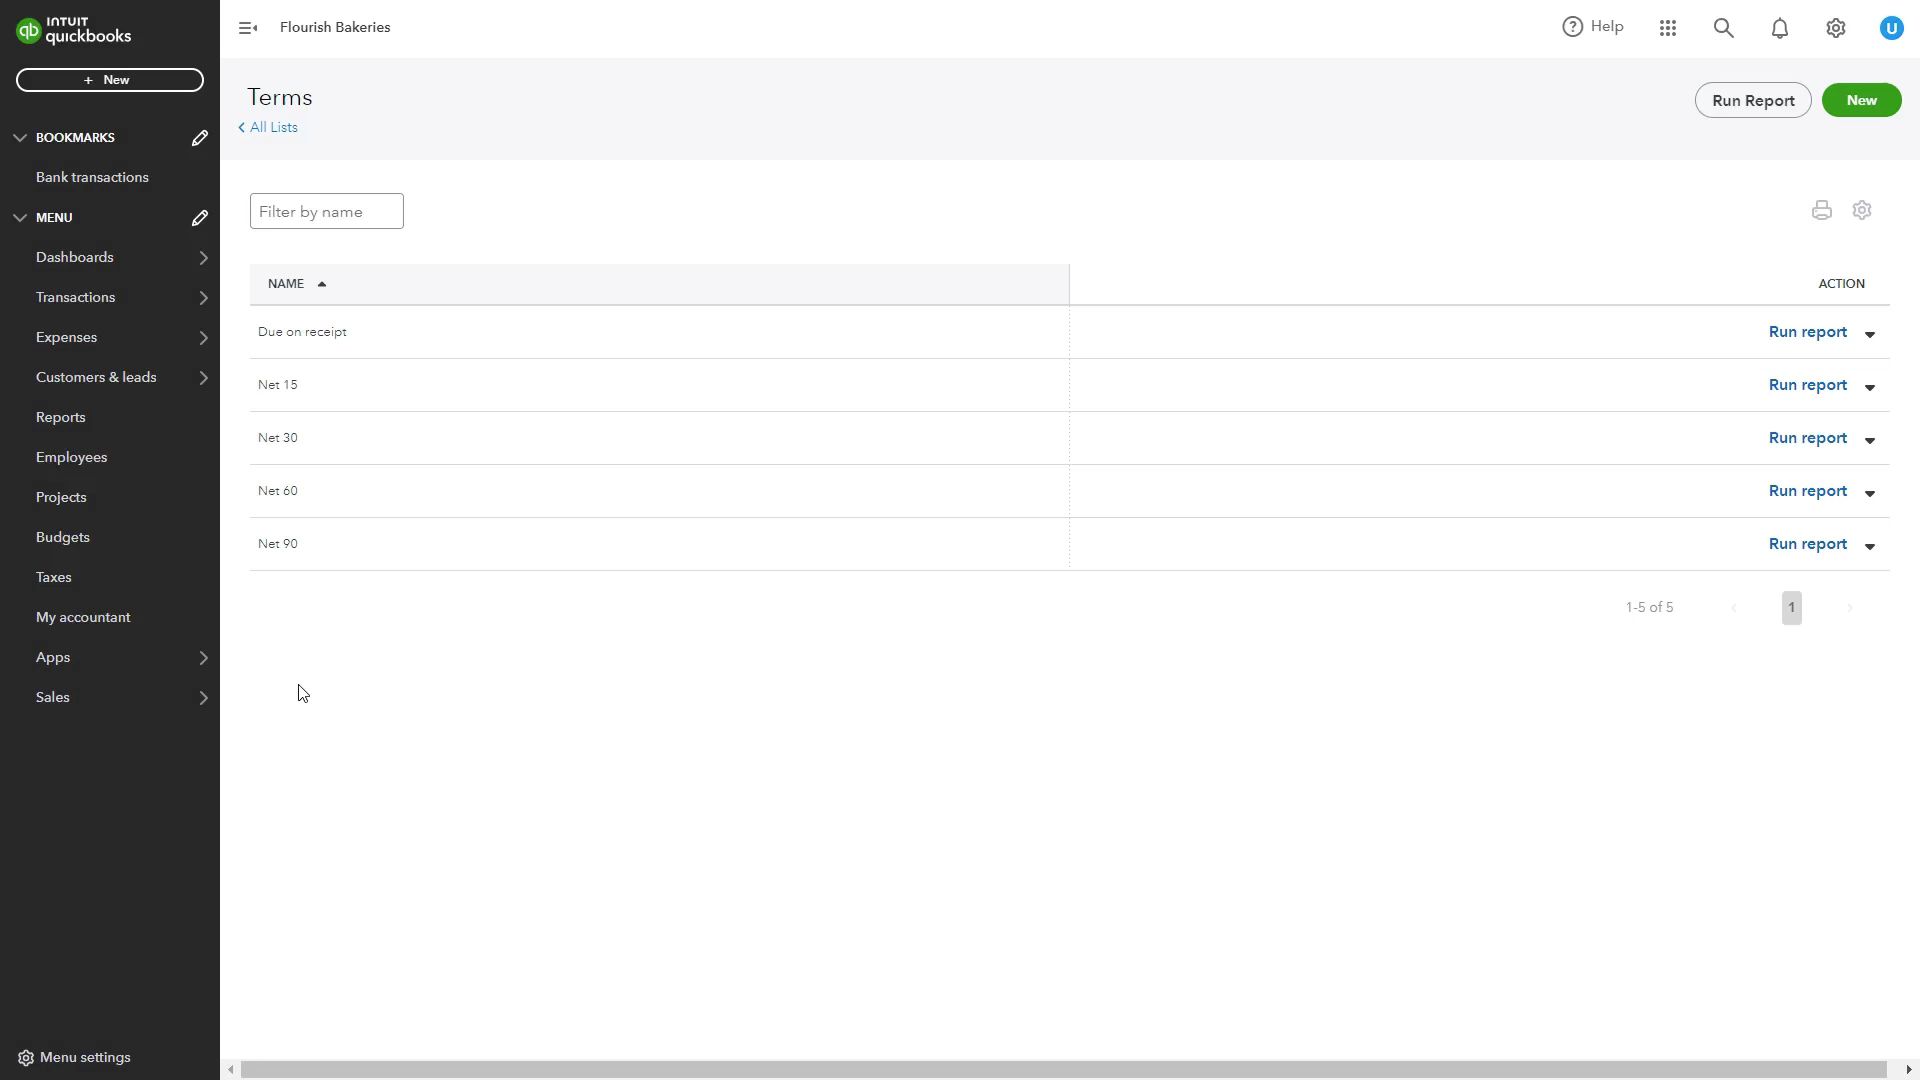 INTUIT
quickbooks
Flourish Bakeries
Help
U
+ New
Terms
All Lists
Run Report
New
BOOKMARKS
Bank transactions
MENU
Dashboards
Transactions
Expenses
Customers & leads
Reports
Employees
Projects
Budgets
Taxes
My accountant
Apps
Sales
Menu settings
Filter by name
NAME ACTION
Due on receipt Run report
Net 15 Run report
Net 30 Run report
Net 60 Run report
Net 90 Run report
1-5 of 5 1